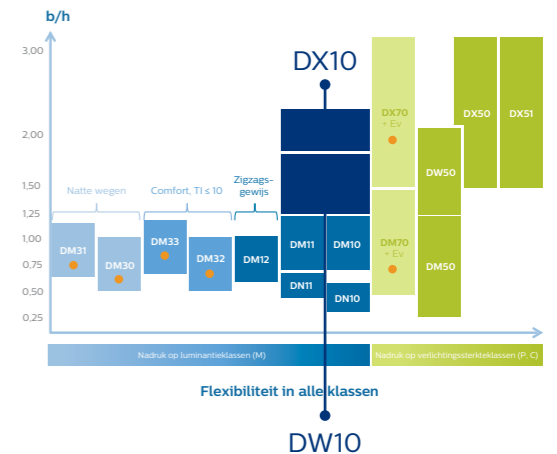 b/h
DX10
3,00
2,00
1,50
1,25
1,00
0,75
0,50
0,25
Natte wegen
Comfort, TI ≤ 10
Zigzags-
gewijs
DM31
DM30
DM33
DM32
DM12
DM11
DM10
DN11
DN10
DX70
+ Ev
DM70
+ Ev
DW50
DM50
DX50
DX51
Nadruk op luminantieklassen (M)
Nadruk op verlichtingssterkteklassen (P, C)
Flexibiliteit in alle klassen
DW10